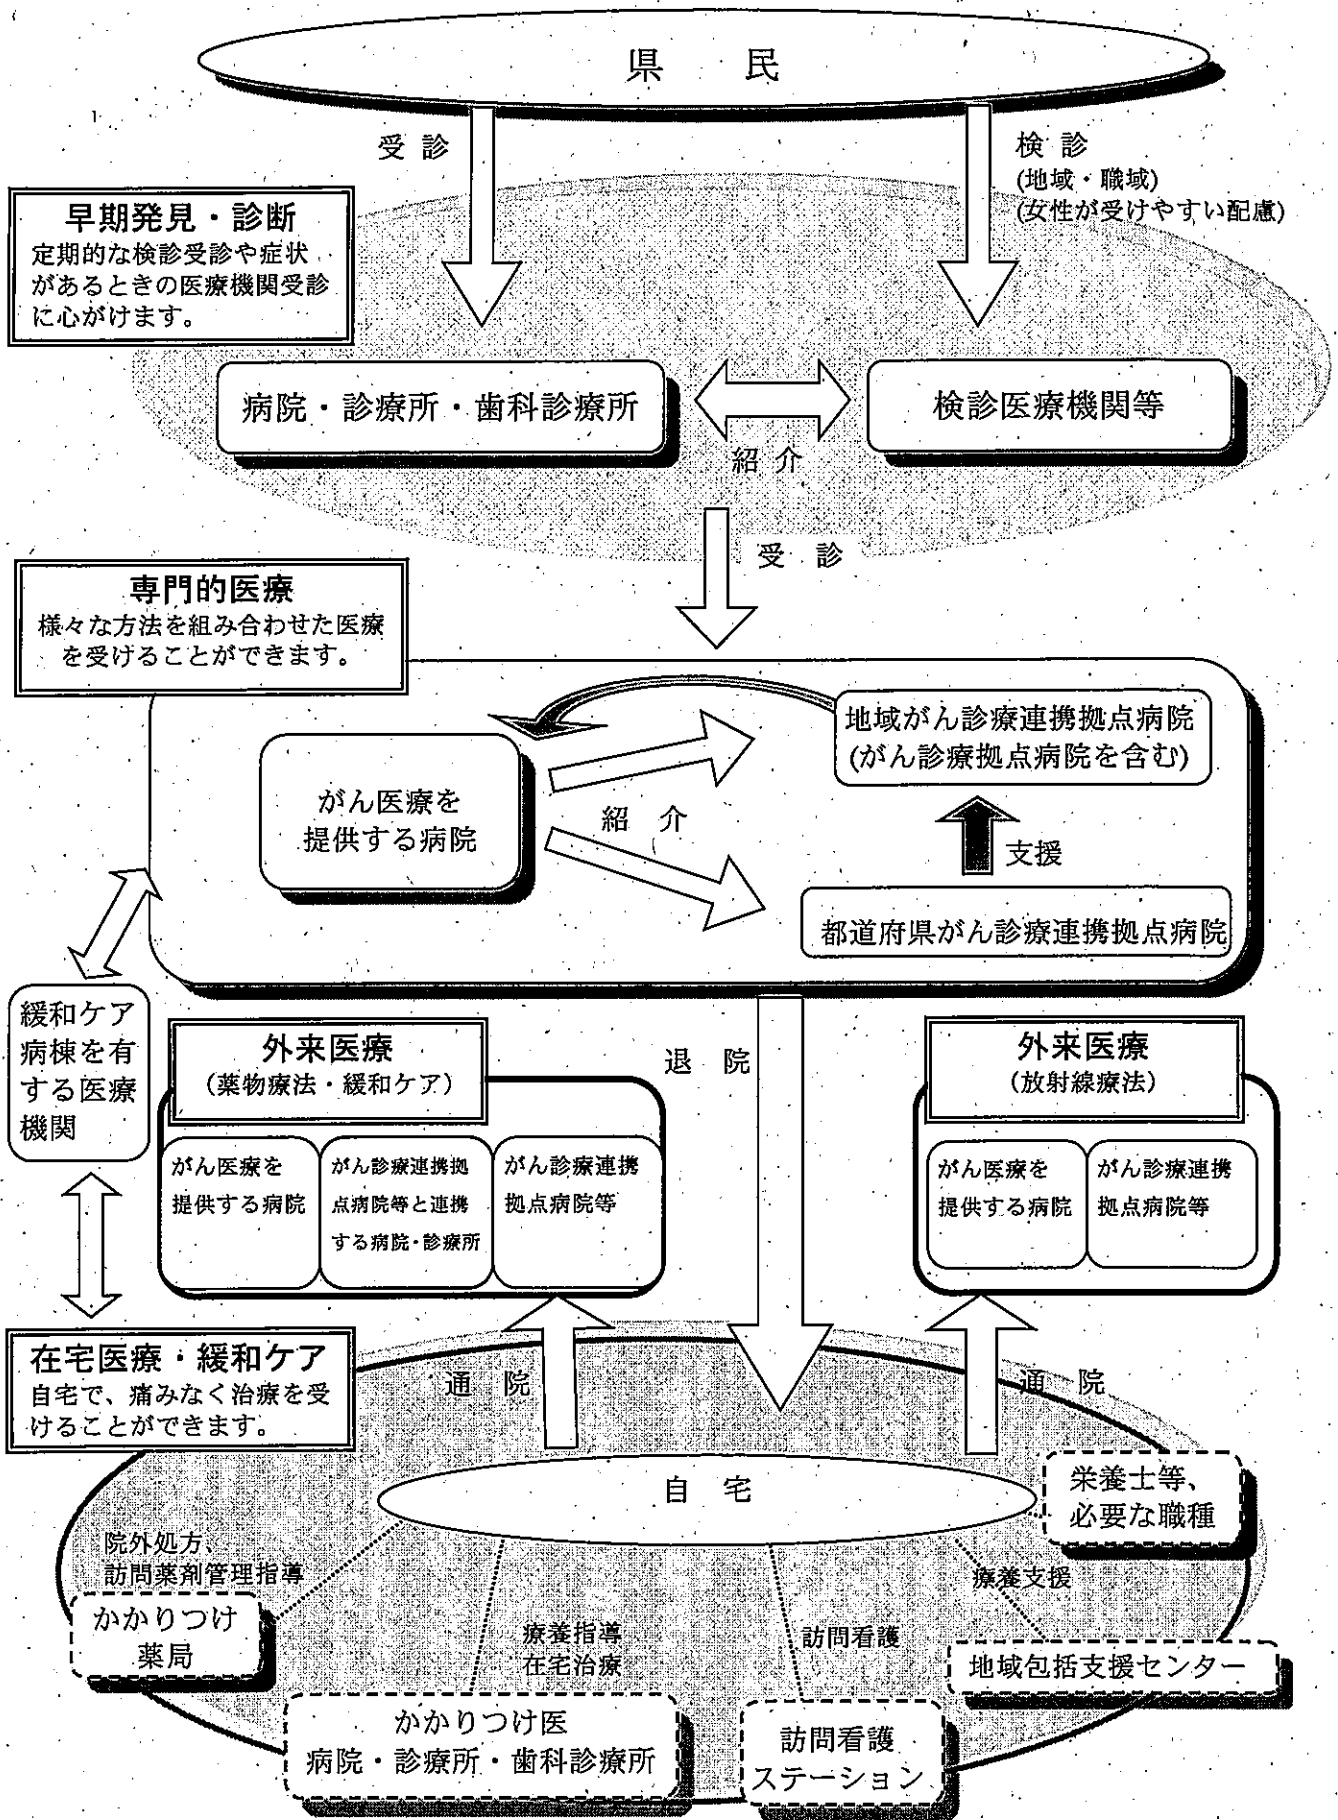 県 民
受 診
検 診
(地域・職域)
(女性が受けやすい配慮)
早期発見・診断
定期的な検診受診や症状
があるときの医療機関受診
に心がけます。
病院・診療所・歯科診療所
紹 介
検診医療機関等
受 診
専門的医療
様々な方法を組み合わせた医療
を受けることができます。
がん医療を
提供する病院
紹 介
地域がん診療連携拠点病院
(がん診療拠点病院を含む)
支援
都道府県がん診療連携拠点病院
緩和ケア
病棟を有
する医療
機関
外来医療
(薬物療法・緩和ケア)
がん医療を
提供する病院
がん診療連携拠
点病院等と連携
する病院・診療所
がん診療連携
拠点病院等
退 院
外来医療
(放射線療法)
がん医療を
提供する病院
がん診療連携
拠点病院等
在宅医療・緩和ケア
自宅で、痛みなく治療を受
けることができます。
通 院
通 院
自 宅
栄養士等、
必要な職種
院外処方、
訪問薬剤管理指導
かかりつけ
薬局
療養指導
在宅治療
かかりつけ医
病院・診療所・歯科診療所
訪問看護
訪問看護
ステーション
療養支援
地域包括支援センター